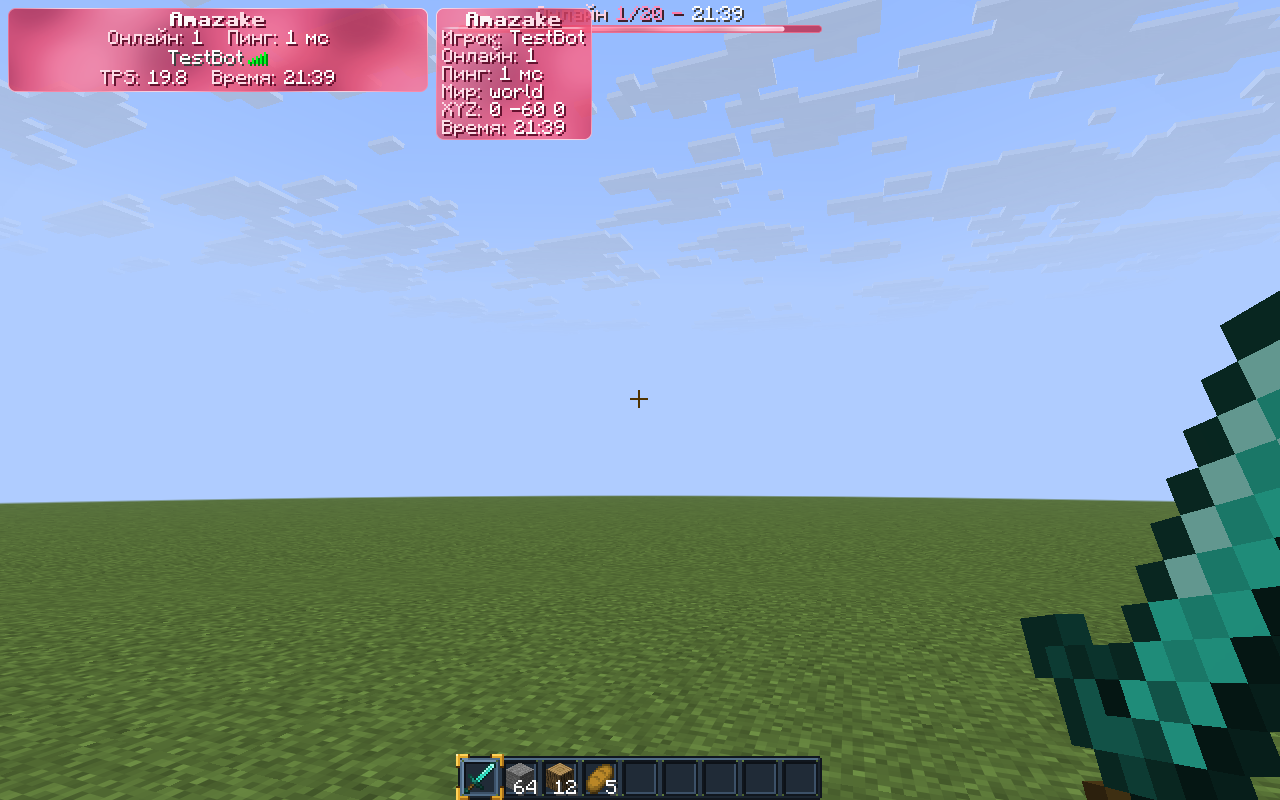 Amazake
Онлайн: 1 Пинг: 1 мс
TestBot
TPS: 19.8 Время: 21:39
Amazake
Игрок: TestBot
Онлайн: 1
Пинг: 1 мс
Мир: world
XYZ: 0 -60 0
Время: 21:39
Онлайн 1/20 - 21:39
64
12
5